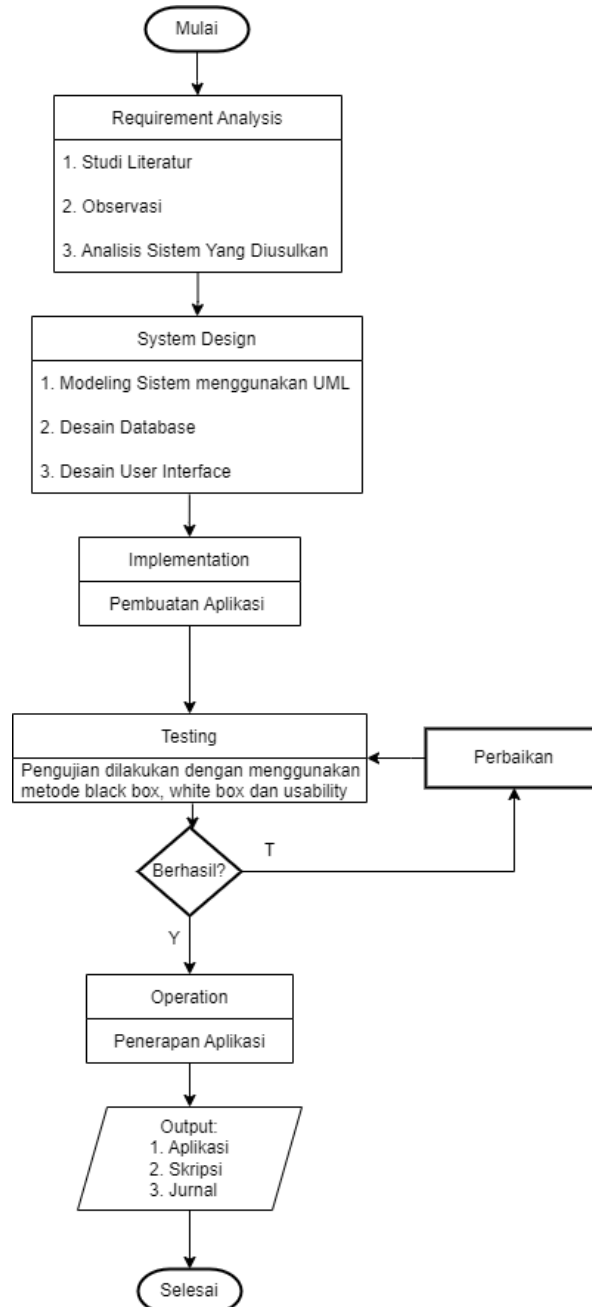 Mulai
Requirement Analysis
1. Studi Literatur
2. Observasi
3. Analisis Sistem Yang Diusulkan
System Design
1. Modeling Sistem menggunakan UML
2. Desain Database
3. Desain User Interface
Implementation
Pembuatan Aplikasi
Testing
Pengujian dilakukan dengan menggunakan
metode black box, white box dan usability
Perbaikan
Berhasil?
T
Y
Operation
Penerapan Aplikasi
Output:
1. Aplikasi
2. Skripsi
3. Jurnal
Selesai